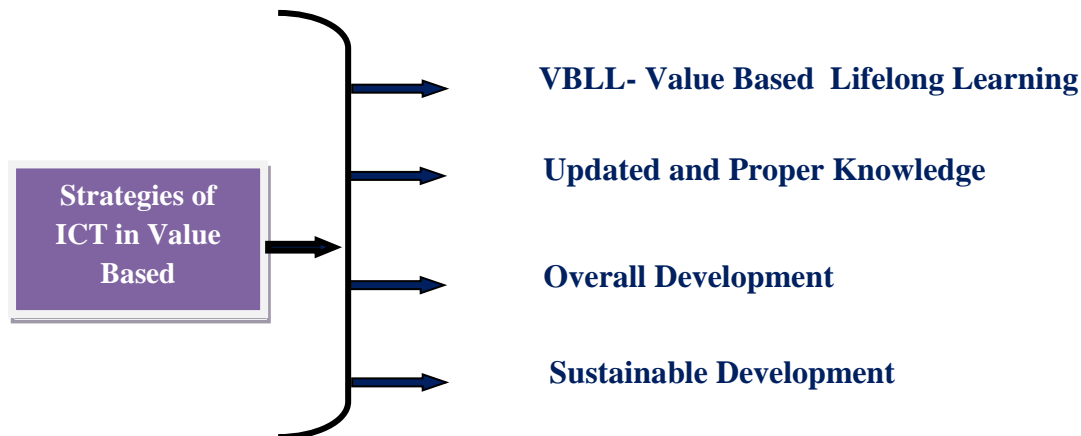 VBLL- Value Based  Lifelong Learning
Updated and Proper Knowledge
Strategies of
ICT in Value
Based
Overall Development
Sustainable Development